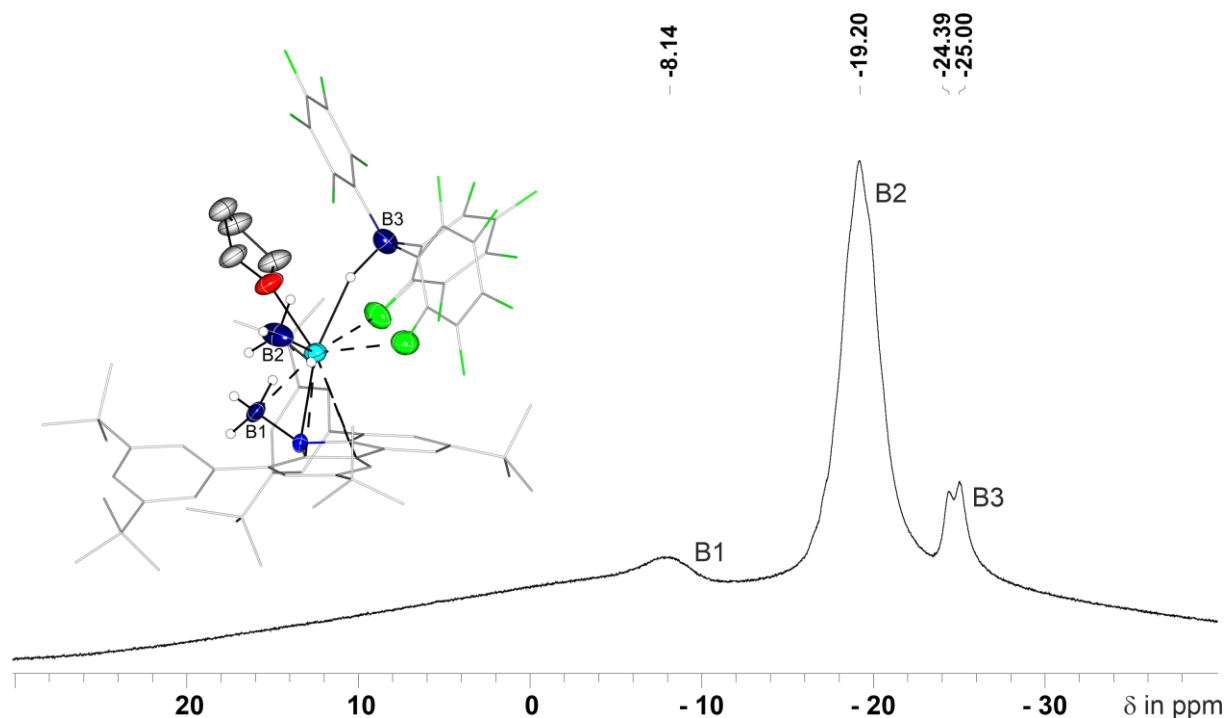 -8.14
-19.20
-24.39
-25.00
B3
B2
B1
B2
B3
B1
20
10
0
- 10
- 20
- 30
δ in ppm